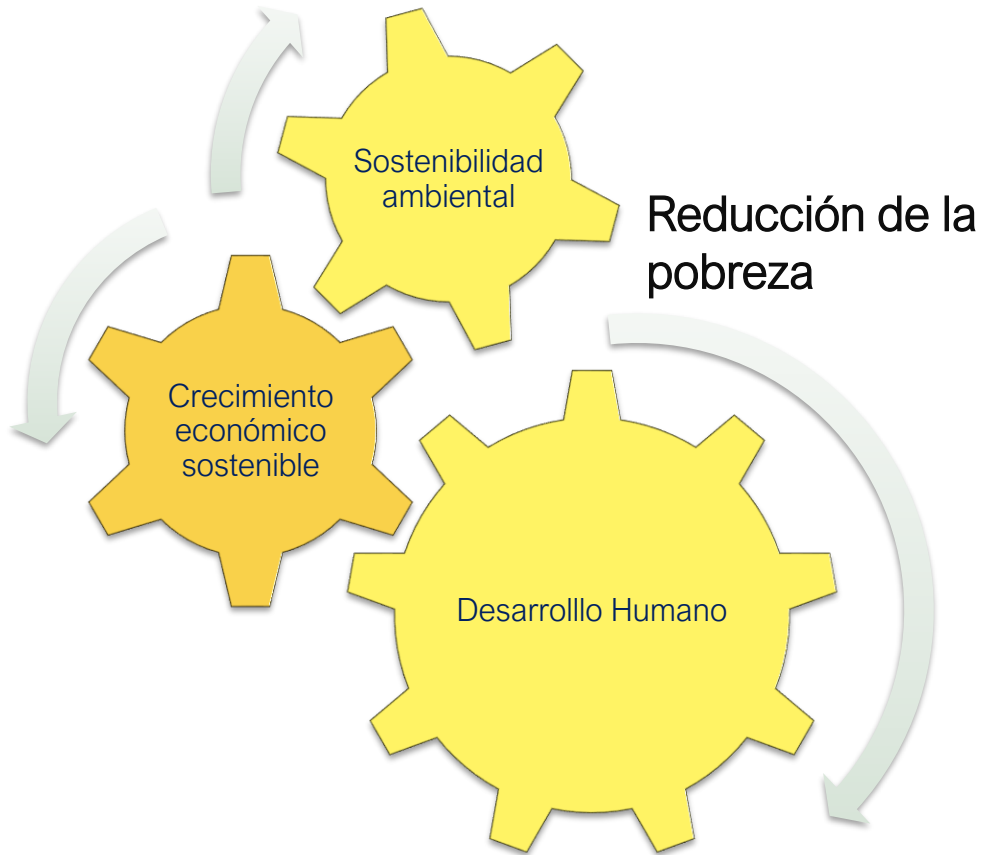 Sostenibilidad
ambiental
Reducción de la
pobreza
Crecimiento
económico
sostenible
Desarrolllo Humano